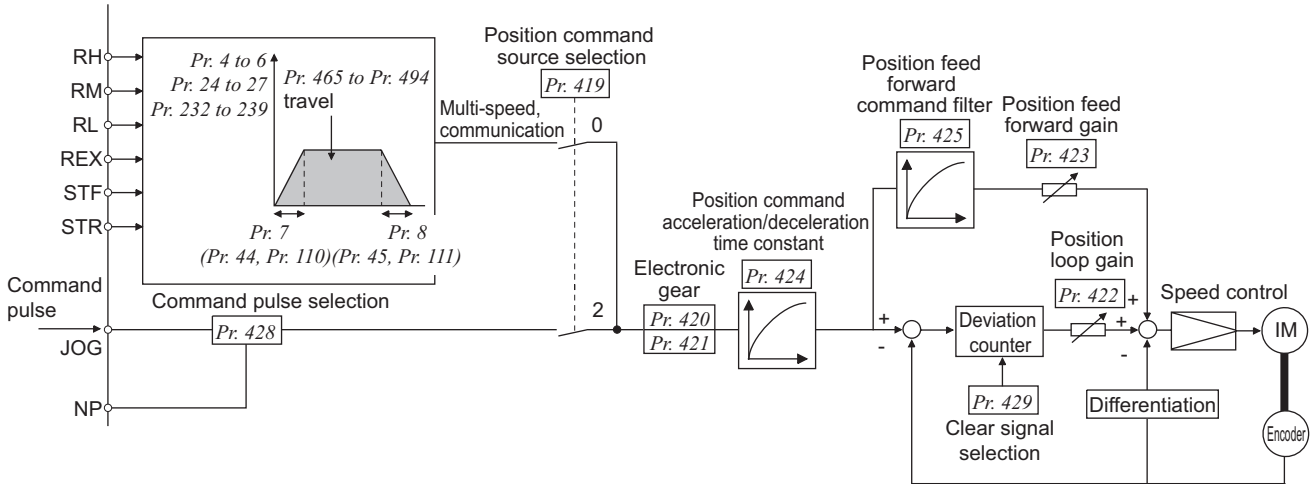 RH
RM
RL
REX
STF
STR
Command
pulse
JOG
NP
Pr. 4 to 6
Pr. 24 to 27
Pr. 232 to 239
Pr. 465 to Pr. 494
travel
Pr. 7
(Pr. 44, Pr. 110)
Pr. 8
(Pr. 45, Pr. 111)
Command pulse selection
Pr. 428
Position command
source selection
Pr. 419
Multi-speed,
communication
0
2
Electronic
gear
Pr. 420
Pr. 421
Position command
acceleration/deceleration
time constant
Pr. 424
Position feed
forward
command filter
Pr. 425
Position feed
forward gain
Pr. 423
+
-
Deviation
counter
Pr. 429
Clear signal
selection
Position
loop gain
Pr. 422
+
+
-
Speed control
IM
Differentiation
Encoder